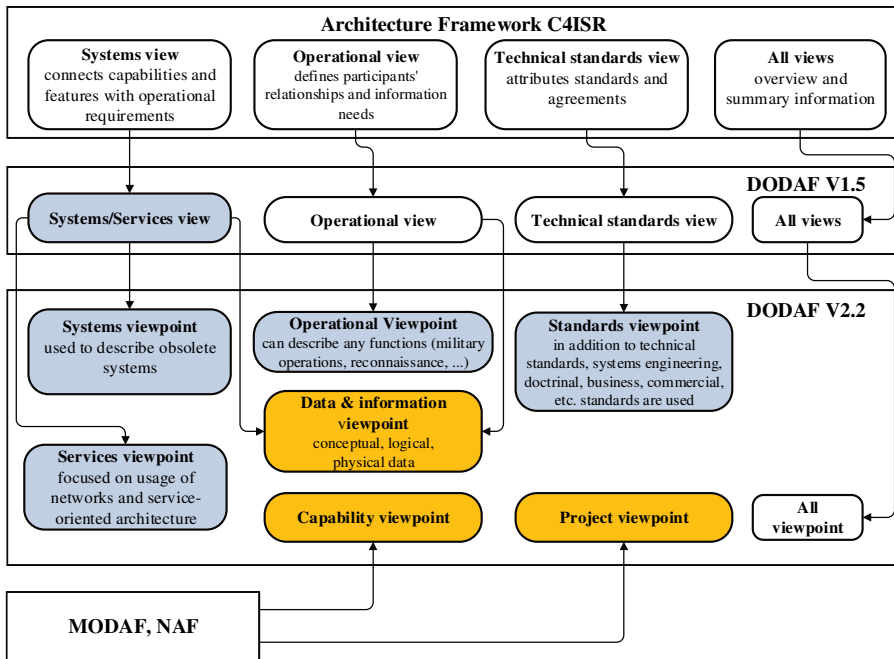 Architecture Framework C4ISR
Systems view
connects capabilities and
features with operational
requirements
Operational view
defines participants'
relationships and information
needs
Technical standards view
attributes standards and
agreements
All views
overview and
summary information
DODAF V1.5
Systems/Services view
Operational view
Technical standards view
All views
DODAF V2.2
Systems viewpoint
used to describe obsolete
systems
Operational Viewpoint
can describe any functions (military
operations, reconnaissance, ...)
Standards viewpoint
in addition to technical
standards, systems engineering,
doctrinal, business, commercial,
etc. standards are used
Data & information
viewpoint
conceptual, logical,
physical data
Services viewpoint
focused on usage of
networks and service-
oriented architecture
Capability viewpoint
Project viewpoint
All
viewpoint
MODAF, NAF